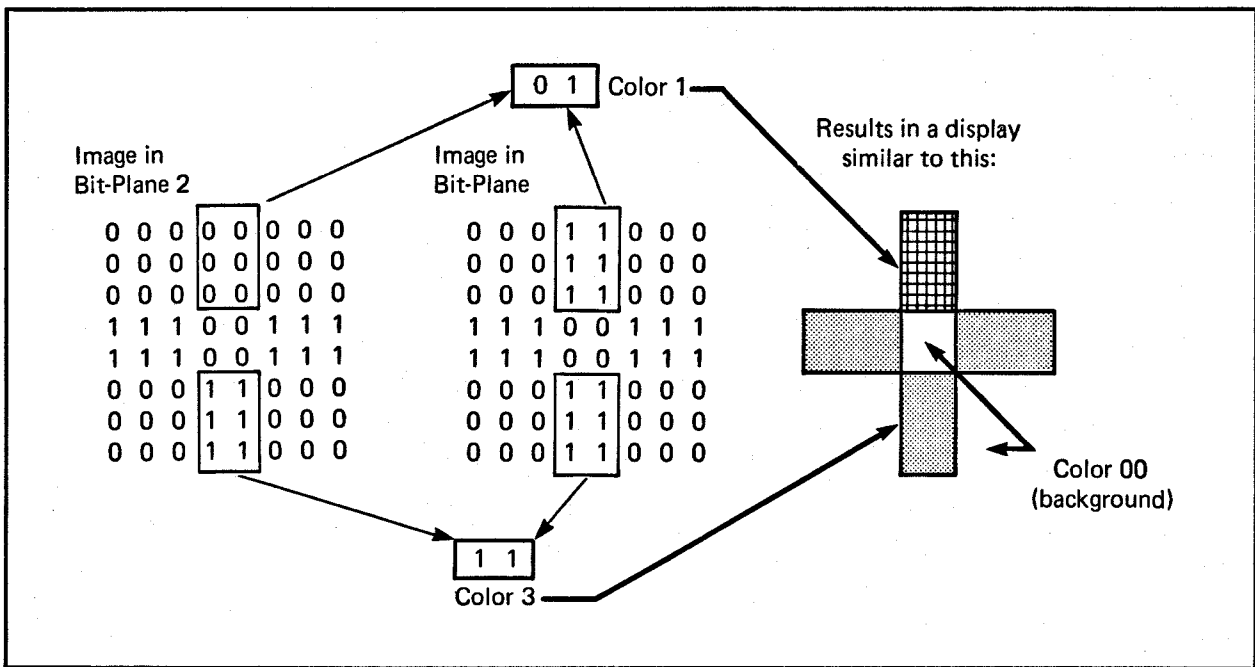 0 1 Color 1
Results in a display
similar to this:
Image in
Bit-Plane 2
Image in
Bit-Plane
0 0 0 0 0 0 0 0
0 0 0 0 0 0 0 0
0 0 0 0 0 0 0 0
1 1 1 0 0 1 1 1
1 1 1 0 0 1 1 1
0 0 0 1 1 0 0 0
0 0 0 1 1 0 0 0
0 0 0 1 1 0 0 0
0 0 0 1 1 0 0 0
0 0 0 1 1 0 0 0
0 0 0 1 1 0 0 0
1 1 1 0 0 1 1 1
1 1 1 0 0 1 1 1
0 0 0 1 1 0 0 0
0 0 0 1 1 0 0 0
0 0 0 1 1 0 0 0
Color 00
(background)
1 1
Color 3